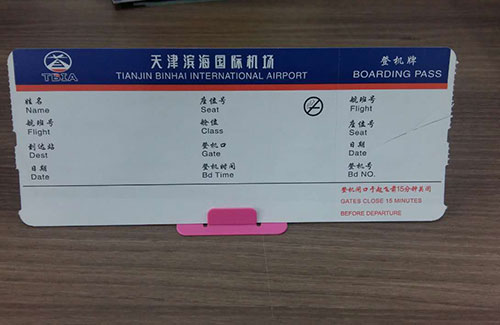 天津滨海国际机场
TIANJIN BINHAI INTERNATIONAL AIRPORT
登机牌
BOARDING PASS
TBIA
姓名
Name
航班号
Flight
到达站
Dest
日期
Date
座位号
Seat
舱位
Class
登机口
Gate
登机时间
Bd Time
航班号
Flight
座位号
Seat
日期
Date
登机号
Bd NO.
登机闸口于起飞前15分钟关闭
GATES CLOSE 15 MINUTES
BEFORE DEPARTURE